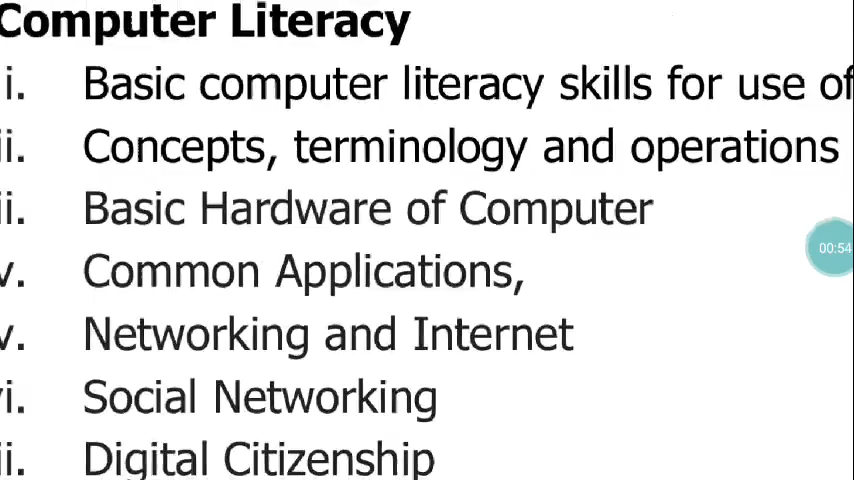 Computer Literacy
i. Basic computer literacy skills for use of
ii. Concepts, terminology and operations
ii. Basic Hardware of Computer
v. Common Applications,
v. Networking and Internet
00:54
vi. Social Networking
ii. Digital Citizenship